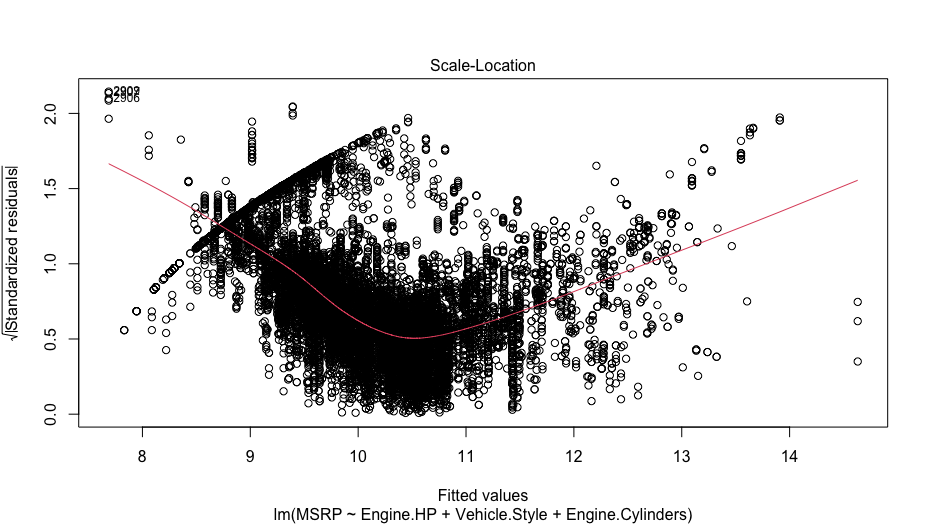 Scale-Location
2906
2.0
1.5
1.0
0.5
0.0
√|Standardized residuals|
8 9 10 11 12 13 14
Fitted values
lm(MSRP ~ Engine.HP + Vehicle.Style + Engine.Cylinders)